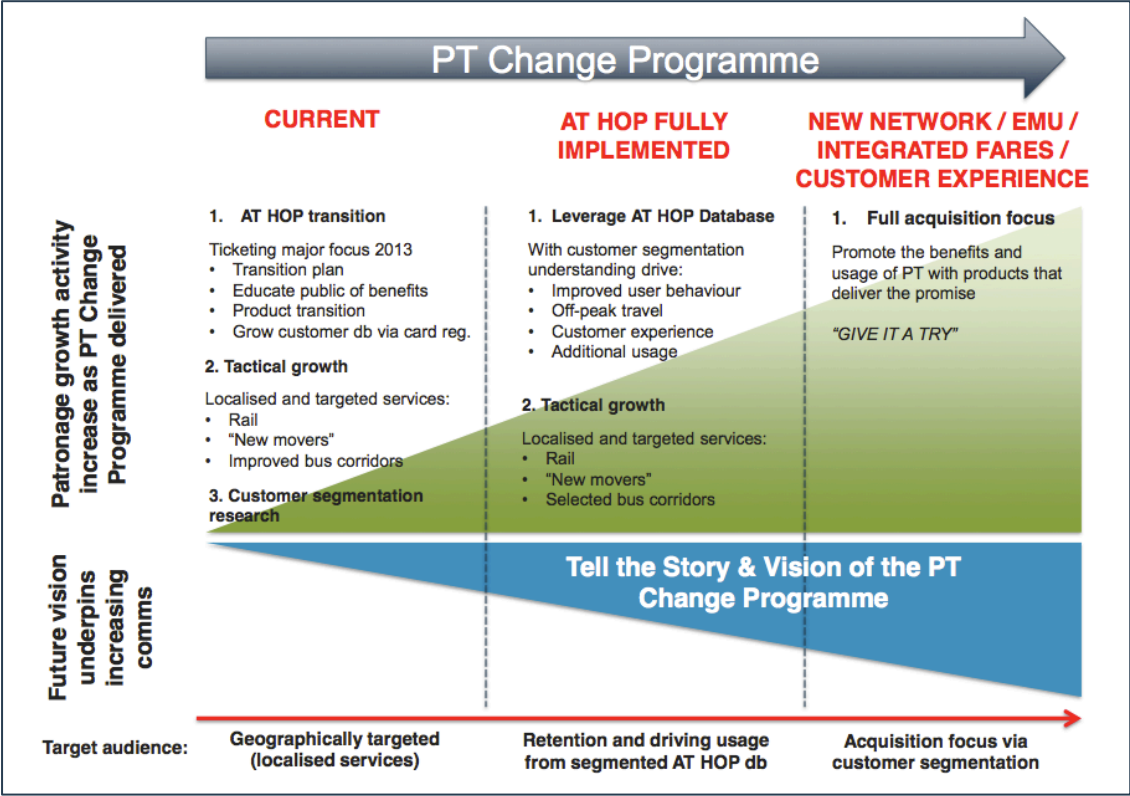 PT Change Programme
CURRENT
AT HOP FULLY
IMPLEMENTED
NEW NETWORK / EMU /
INTEGRATED FARES /
CUSTOMER EXPERIENCE
Patronage growth activity
increase as PT Change
Programme delivered
1. AT HOP transition
Ticketing major focus 2013
• Transition plan
• Educate public of benefits
• Product transition
• Grow customer db via card reg.
2. Tactical growth
Localised and targeted services:
• Rail
• “New movers”
• Improved bus corridors
3. Customer segmentation
research
1. Leverage AT HOP Database
With customer segmentation
understanding drive:
• Improved user behaviour
• Off-peak travel
• Customer experience
• Additional usage
2. Tactical growth
Localised and targeted services:
• Rail
• “New movers”
• Selected bus corridors
1. Full acquisition focus
Promote the benefits and
usage of PT with products that
deliver the promise
“GIVE IT A TRY”
Future vision
underpins
increasing
comms
Tell the Story & Vision of the PT
Change Programme
Target audience:
Geographically targeted
(localised services)
Retention and driving usage
from segmented AT HOP db
Acquisition focus via
customer segmentation